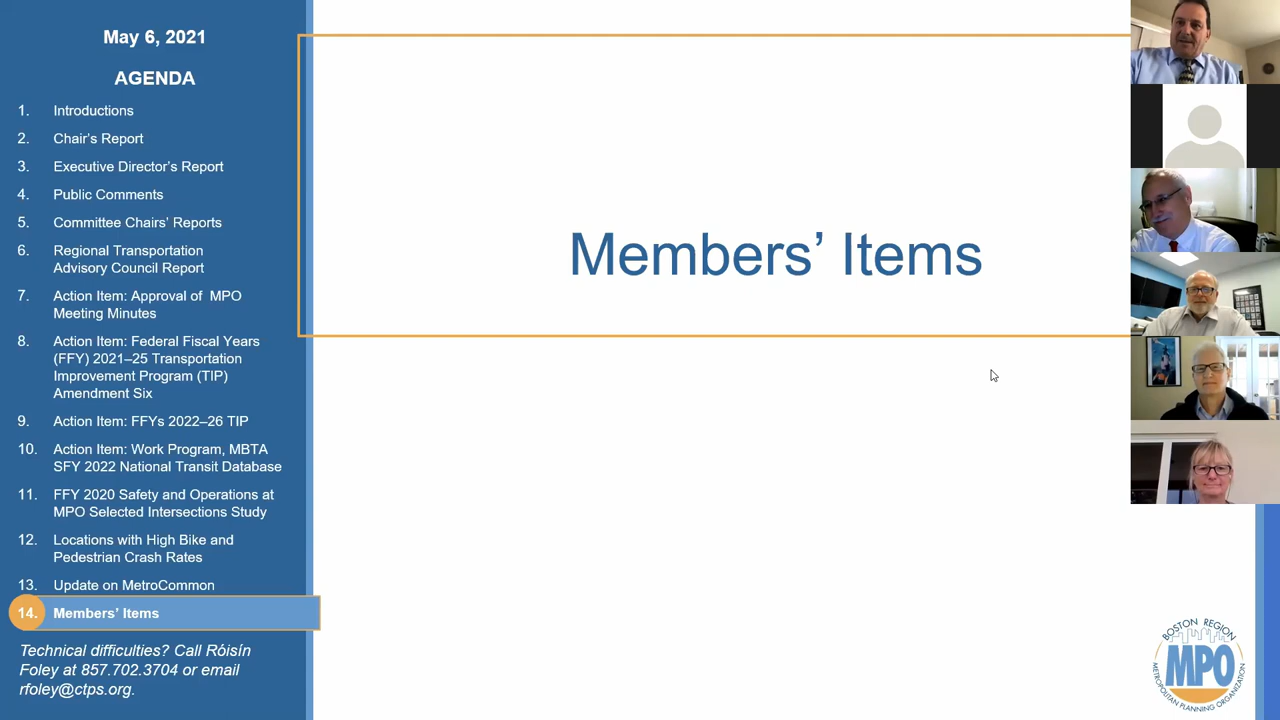 May 6, 2021
AGENDA
1. Introductions
2. Chair’s Report
3. Executive Director’s Report
4. Public Comments
5. Committee Chairs’ Reports
6. Regional Transportation
Advisory Council Report
7. Action Item: Approval of MPO
Meeting Minutes
8. Action Item: Federal Fiscal Years
(FFY) 2021–25 Transportation
Improvement Program (TIP)
Amendment Six
9. Action Item: FFYs 2022–26 TIP
10. Action Item: Work Program, MBTA
SFY 2022 National Transit Database
11. FFY 2020 Safety and Operations at
MPO Selected Intersections Study
12. Locations with High Bike and
Pedestrian Crash Rates
13. Update on MetroCommon
14. Members’ Items
Technical difficulties? Call Róisín
Foley at 857.702.3704 or email
rfoley@ctps.org.
Members’ Items
BOSTON REGION
MPO
METROPOLITAN PLANNING ORGANIZATION